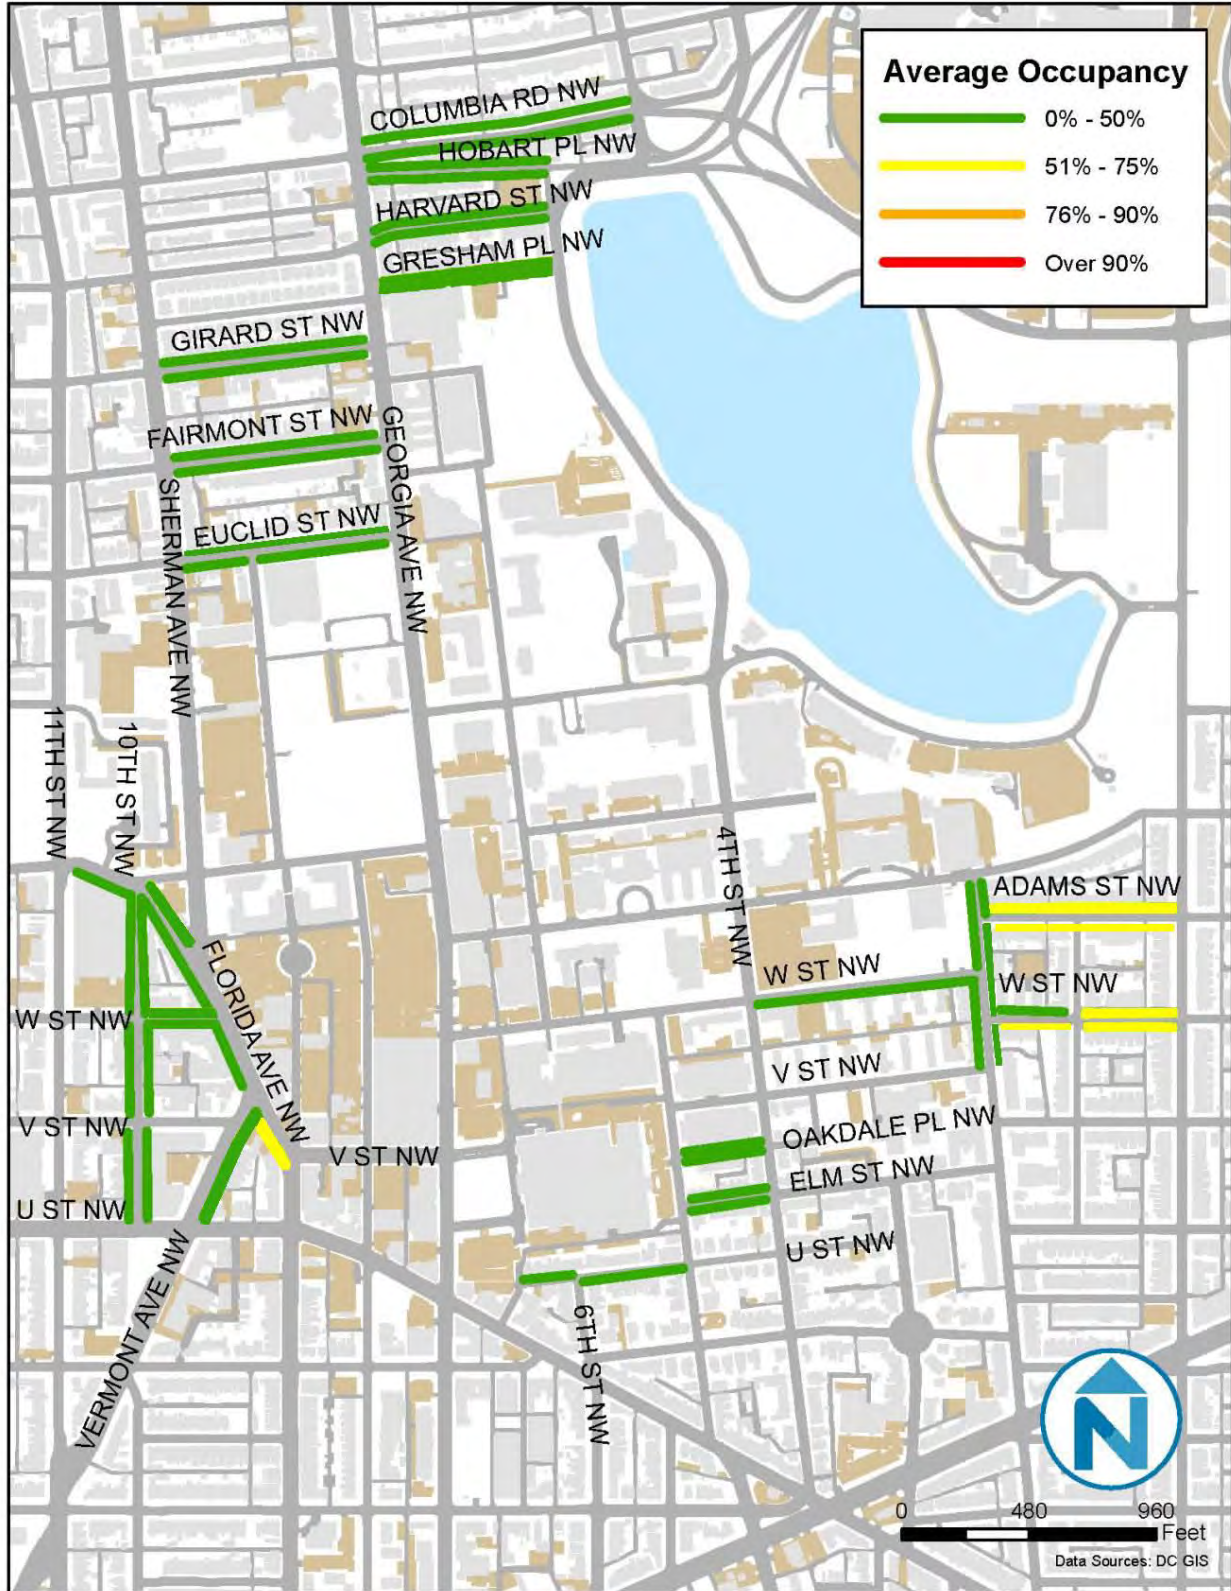 Average Occupancy
0% - 50%
51% - 75%
76% - 90%
Over 90%
COLUMBIA RD NW
HOBART PL NW
HARVARD ST NW
GRESHAM PL NW
GIRARD ST NW
FAIRMONT ST NW
GEORGIA AVE NW
SHERMAN AVE NW
EUCLID ST NW
11TH ST NW
10TH ST NW
4TH ST NW
ADAMS ST NW
FLORIDA AVE NW
W ST NW
W ST NW
W ST NW
V ST NW
V ST NW
V ST NW
OAKDALE PL NW
ELM ST NW
U ST NW
U ST NW
VERMONT AVE NW
6TH ST NW
N
0 480 960
Feet
Data Sources: DC GIS